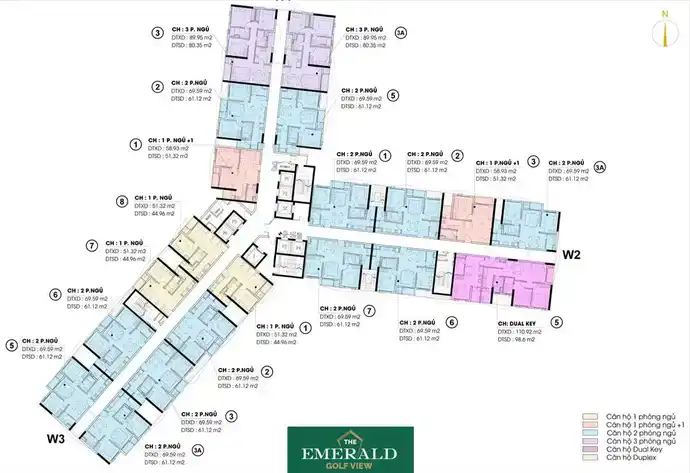 N
3
CH : 3 P. NGỦ
DTXD : 89.95 m2
DTSD : 80.35 m2
CH : 3 P. NGỦ
DTXD : 89.95 m2
DTSD : 80.35 m2
3A
2
CH : 2 P.NGỦ
DTXD : 69.59 m2
DTSD : 61.12 m2
CH : 2 P.NGỦ
DTXD : 69.59 m2
DTSD : 61.12 m2
5
1
CH : 1 P. NGỦ +1
DTXD : 58.93 m2
DTSD : 51.32 m2
CH : 2 P.NGỦ
DTXD : 69.59 m2
DTSD : 61.12 m2
1
CH : 2 P.NGỦ
DTXD : 69.59 m2
DTSD : 61.12 m2
2
CH : 1 P.NGỦ+1
DTXD : 58.93 m2
DTSD : 51.32 m2
3
CH : 2 P.NGỦ
DTXD : 69.59 m2
DTSD : 61.12 m2
3A
8
CH : 1 P. NGỦ
DTXD : 51.32 m2
DTSD : 44.96 m2
7
CH : 1 P. NGỦ
DTXD : 51.32 m2
DTSD : 44.96 m2
W2
6
CH : 2 P.NGỦ
DTXD : 69.59 m2
DTSD : 61.12 m2
CH : 2 P.NGỦ
DTXD : 69.59 m2
DTSD : 61.12 m2
7
CH : 2 P.NGỦ
DTXD : 69.59 m2
DTSD : 61.12 m2
6
CH: DUAL KEY
DTXD : 110.92 m2
DTSD : 98.6 m2
5
CH : 1 P. NGỦ
DTXD : 51.32 m2
DTSD : 44.96 m2
1
5
CH : 2 P.NGỦ
DTXD : 69.59 m2
DTSD : 61.12 m2
CH : 2 P.NGỦ
DTXD : 69.59 m2
DTSD : 61.12 m2
2
CH : 2 P.NGỦ
DTXD : 69.59 m2
DTSD : 61.12 m2
3
W3
CH : 2 P.NGỦ
DTXD : 69.59 m2
DTSD : 61.12 m2
3A
THE
EMERALD
GOLF VIEW
Căn hộ 1 phòng ngủ
Căn hộ 1 phòng ngủ +1
Căn hộ 2 phòng ngủ
Căn hộ 3 phòng ngủ
Căn hộ Dual Key
Căn hộ Duplex